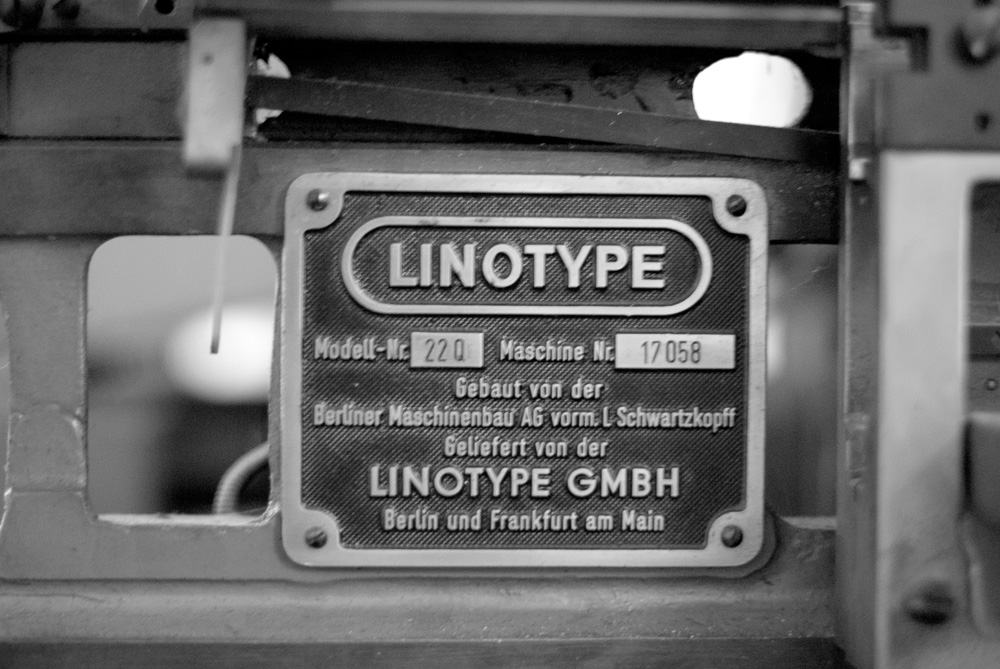 LINOTYPE
Modell-Nr. 22 Q Maschine Nr. 17058
Gebaut von der
Berliner Maschinenbau AG vorm. L Schwartzkopff
Geliefert von der
LINOTYPE GMBH
Berlin und Frankfurt am Main